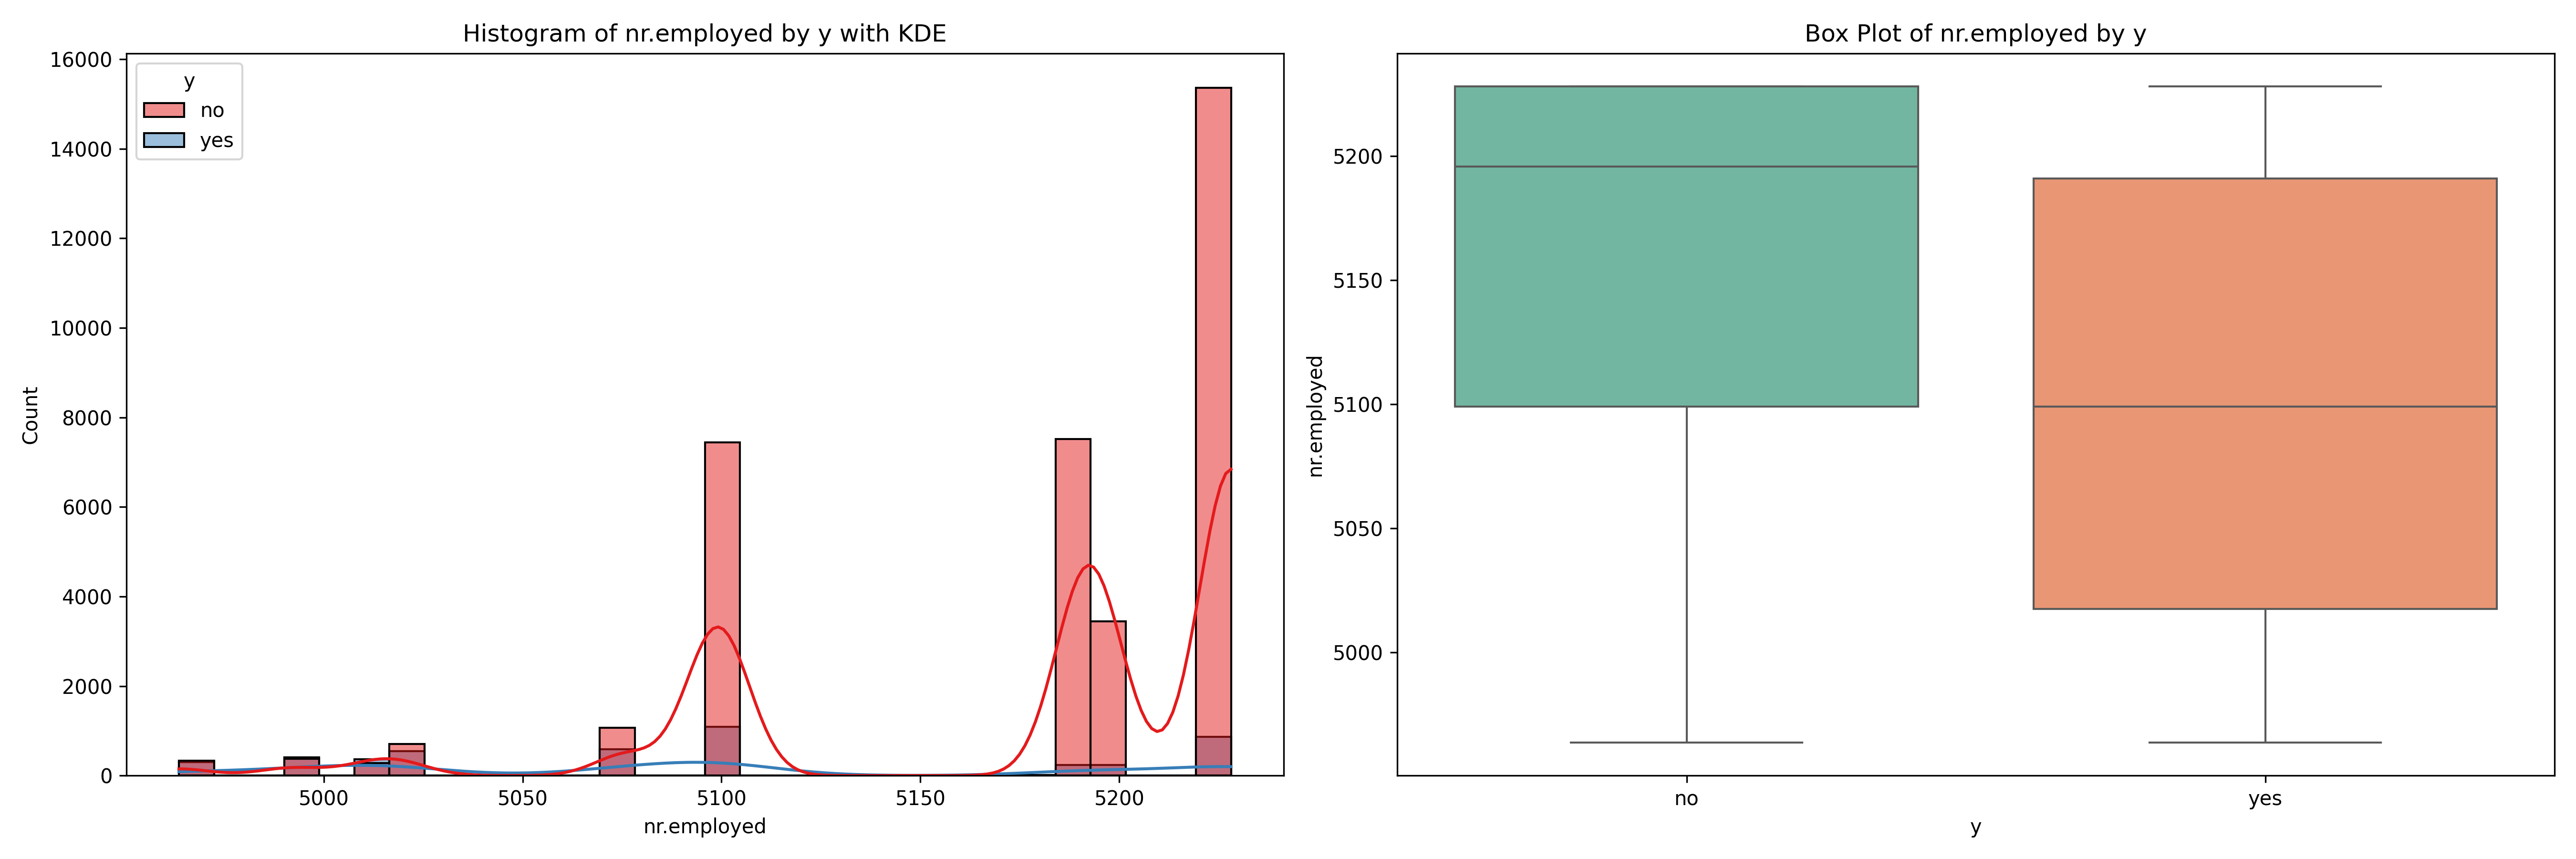 Histogram of nr.employed by y with KDE
y
no
yes
16000
14000
12000
10000
8000
6000
4000
2000
0
Count
5000
5050
5100
5150
5200
nr.employed
Box Plot of nr.employed by y
5200
5150
5100
5050
5000
nr.employed
no
yes
y